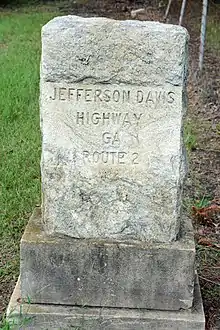 JEFFERSON DAVIS
HIGHWAY
GA
ROUTE 2